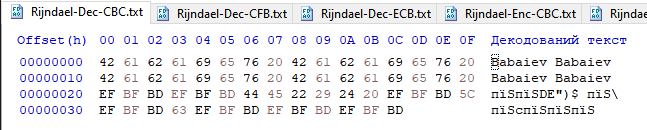 Rijndael-Dec-CBC.txt Rijndael-Dec-CFB.txt Rijndael-Dec-ECB.txt Rijndael-Enc-CBC.txt Rijndae
Offset(h) 00 01 02 03 04 05 06 07 08 09 0A 0B 0C 0D 0E 0F Декодований текст
00000000 42 61 62 61 69 65 76 20 42 61 62 61 69 65 76 20 Babaiev Babaiev
00000010 42 61 62 61 69 65 76 20 42 61 62 61 69 65 76 20 Babaiev Babaiev
00000020 EF BF BD EF BF BD 44 45 22 29 24 20 EF BF BD 5C пїЅпїЅDE")$ пїЅ\
00000030 EF BF BD 63 EF BF BD EF BF BD EF BF BD пїЅcпїЅпїЅпїЅ